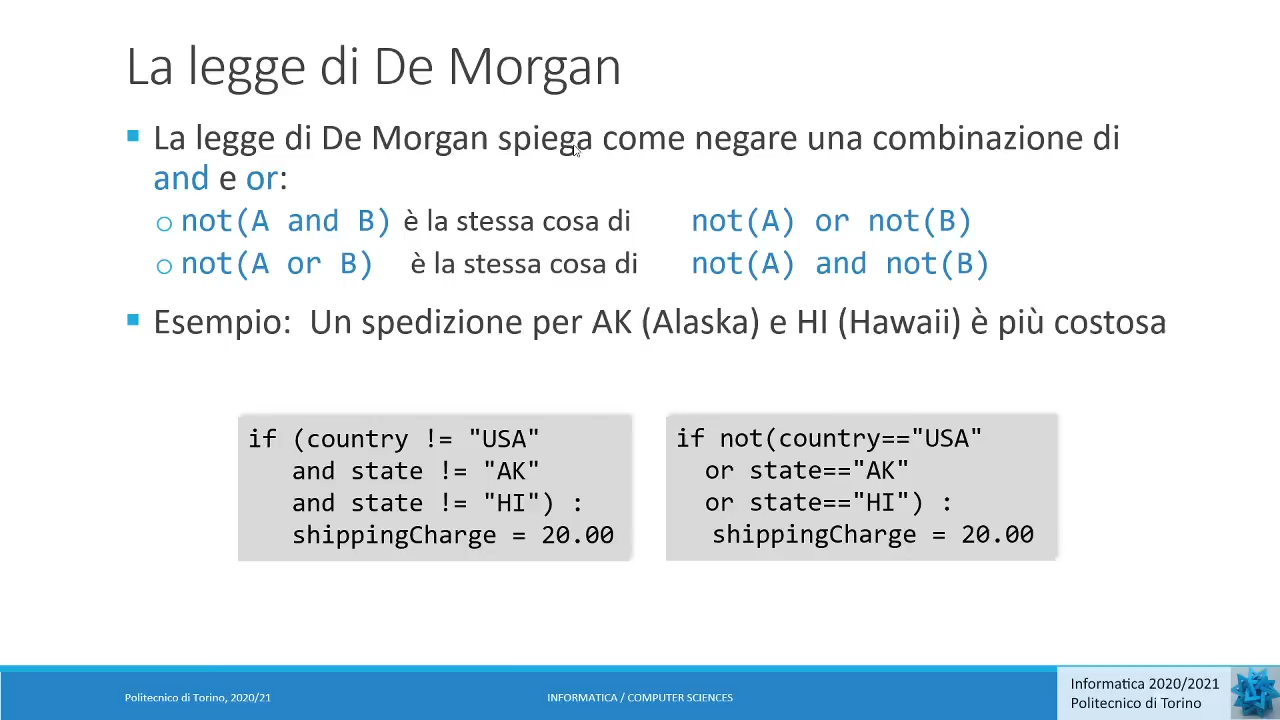 La legge di De Morgan
La legge di De Morgan spiega come negare una combinazione di
and e or:
not(A and B) è la stessa cosa di not(A) or not(B)
not(A or B) è la stessa cosa di not(A) and not(B)
Esempio: Un spedizione per AK (Alaska) e HI (Hawaii) è più costosa
if (country != "USA"
and state != "AK"
and state != "HI") :
shippingCharge = 20.00
if not(country=="USA"
or state=="AK"
or state=="HI") :
shippingCharge = 20.00
Politecnico di Torino, 2020/21
INFORMATICA / COMPUTER SCIENCES
Informatica 2020/2021
Politecnico di Torino